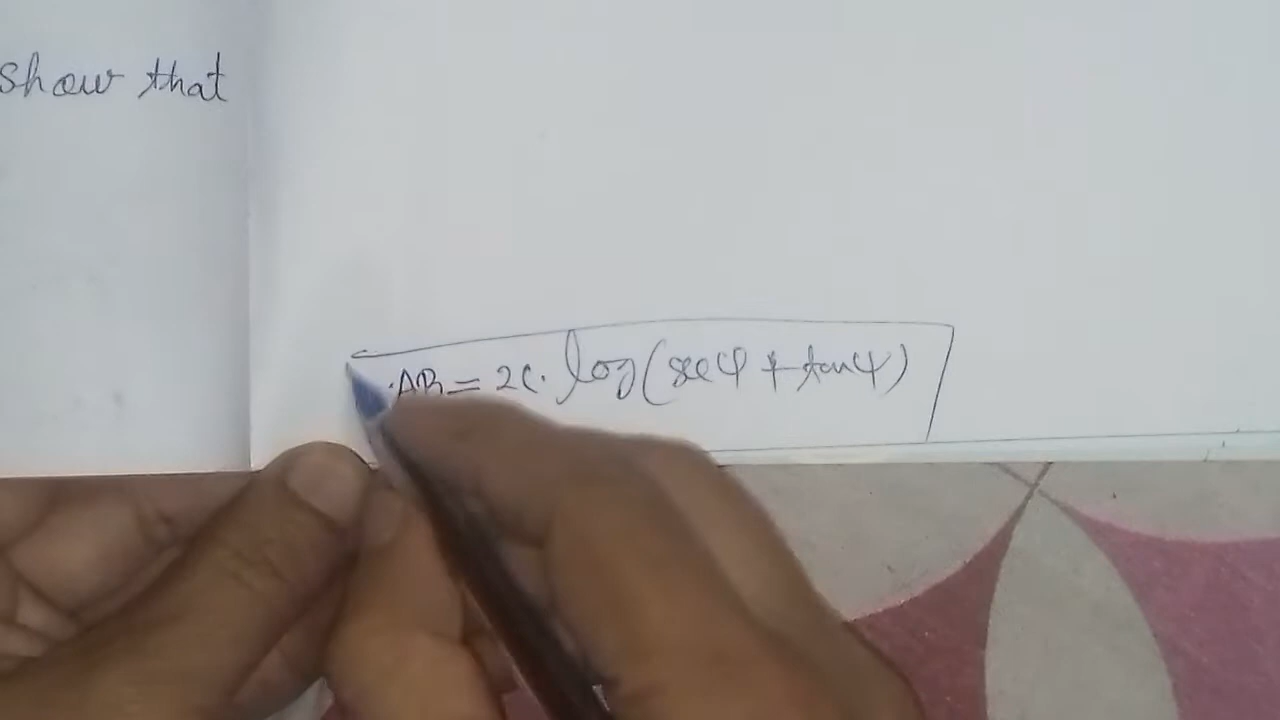 show that
AB = 2c. log(secψ + tanψ)